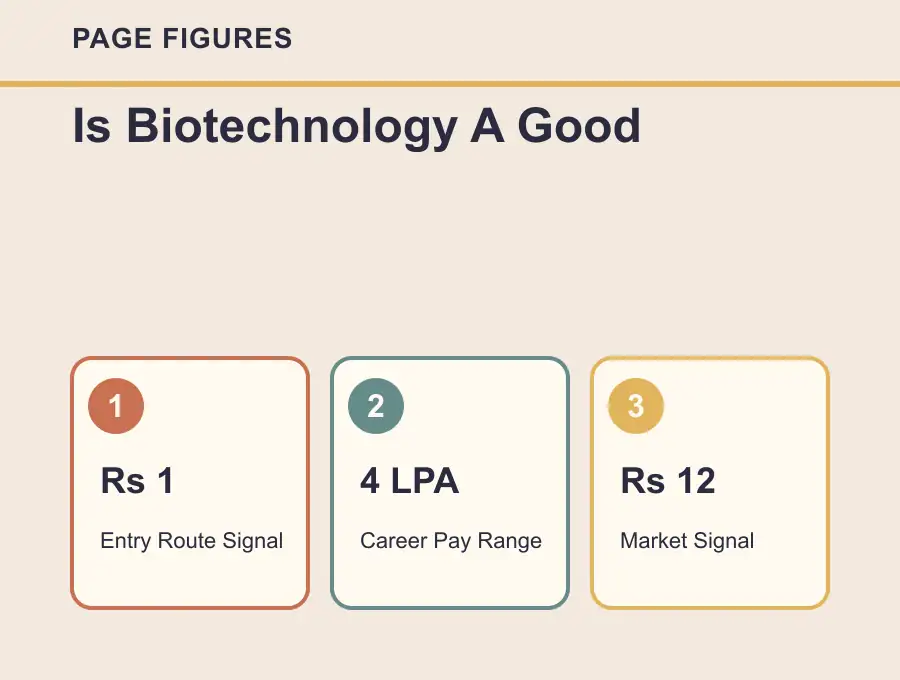 PAGE FIGURES
Is Biotechnology A Good
1
Rs 1
Entry Route Signal
2
4 LPA
Career Pay Range
3
Rs 12
Market Signal